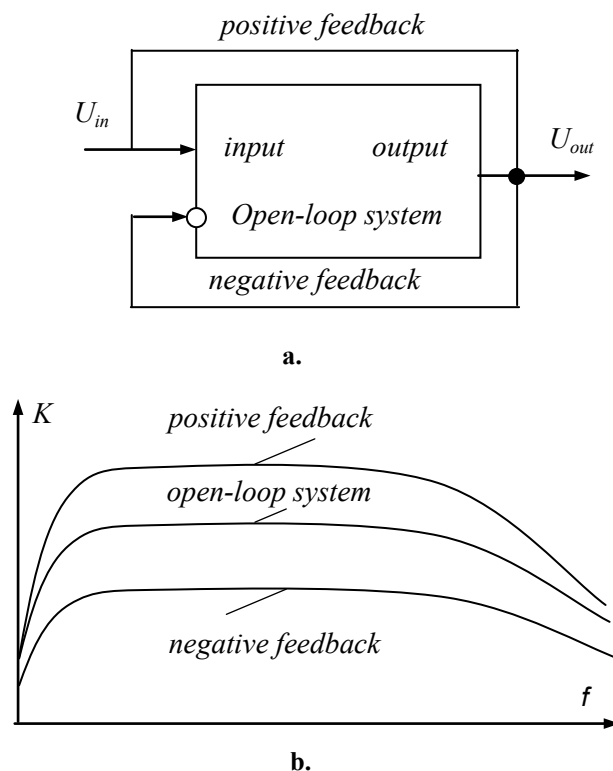 positive feedback
U_in
U_out
input output
Open-loop system
negative feedback
a.
K
positive feedback
open-loop system
negative feedback
f
b.